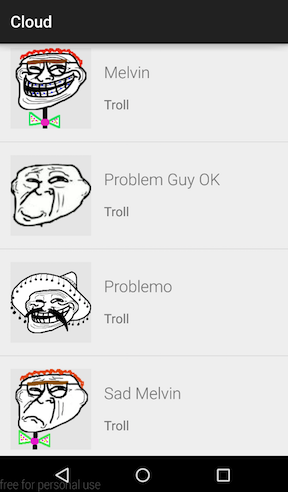 Cloud
Melvin
Troll
Problem Guy OK
Troll
Problemo
Troll
Sad Melvin
Troll
free for personal use